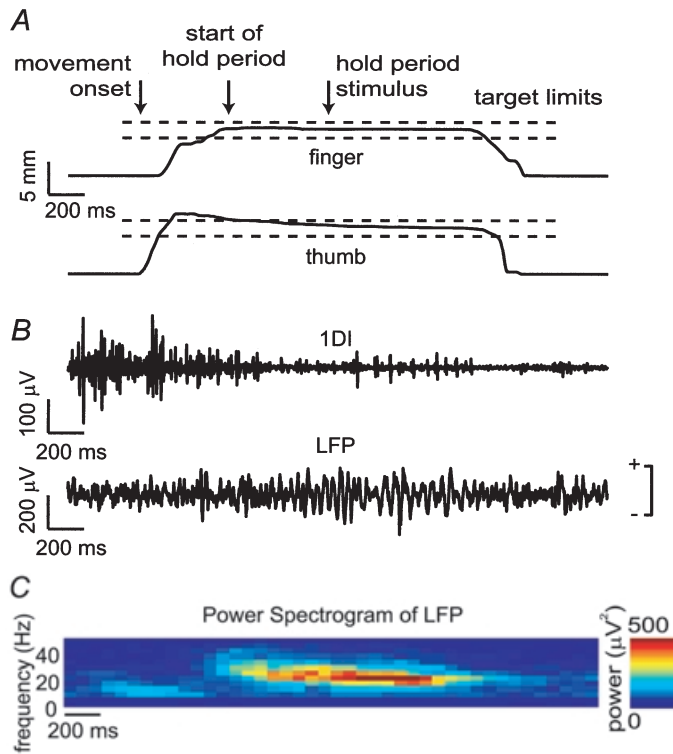 A
movement
onset
start of
hold period
hold period
stimulus
target limits
finger
5 mm
200 ms
thumb
B
1DI
100 µV
200 ms
LFP
200 µV
200 ms
+
-
C
Power Spectrogram of LFP
frequency (Hz)
40
20
0
200 ms
power (µV²)
500
0